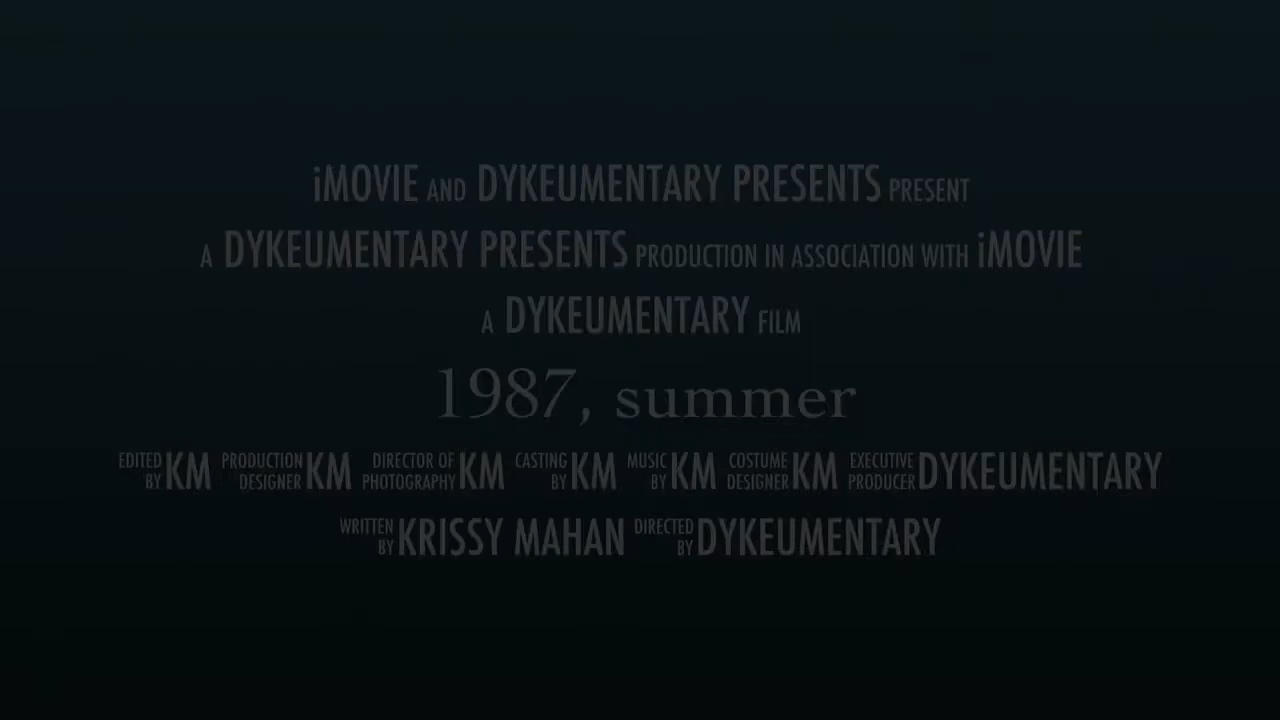 iMOVIE AND DYKEUMENTARY PRESENTS PRESENT
A DYKEUMENTARY PRESENTS PRODUCTION IN ASSOCIATION WITH iMOVIE
A DYKEUMENTARY FILM
1987, summer
EDITED BY KM PRODUCTION DESIGNER KM DIRECTOR OF PHOTOGRAPHY KM CASTING BY KM MUSIC BY KM COSTUME DESIGNER KM EXECUTIVE PRODUCER DYKEUMENTARY
WRITTEN BY KRISSY MAHAN DIRECTED BY DYKEUMENTARY